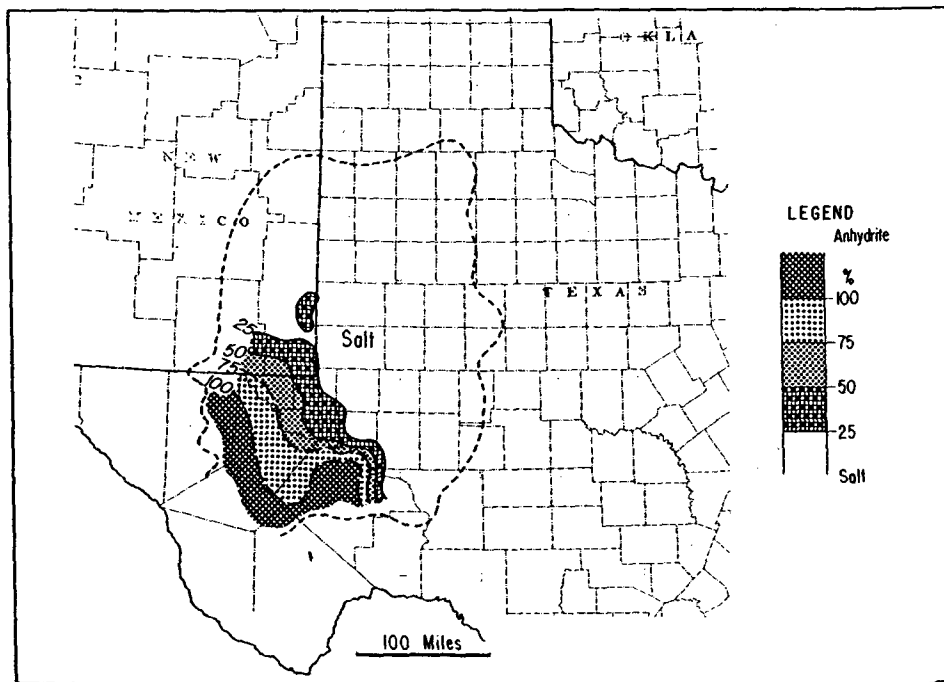 OKLA
C
NEW
MEXICO
TEXAS
Salt
25
50
75
100
100 Miles
LEGEND
Anhydrite
%
100
75
50
25
Salt